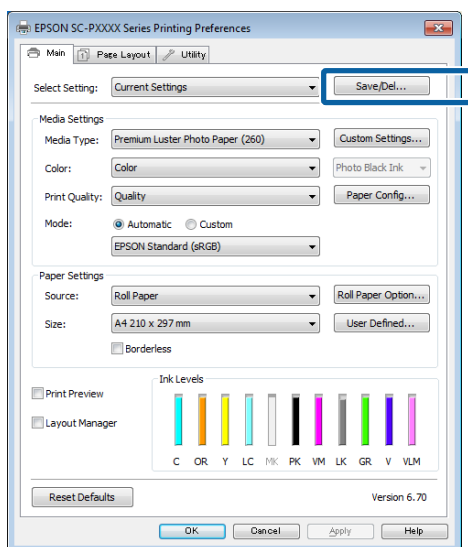 EPSON SC-PXXXX Series Printing Preferences
Main Page Layout Utility
Select Setting: Current Settings Save/Del...
Media Settings
Media Type: Premium Luster Photo Paper (260) Custom Settings...
Color: Color Photo Black Ink
Print Quality: Quality Paper Config...
Mode: Automatic Custom
EPSON Standard (sRGB)
Paper Settings
Source: Roll Paper Roll Paper Option...
Size: A4 210 x 297 mm User Defined...
Borderless
Ink Levels
Print Preview
Layout Manager
C OR Y LC MK PK VM LK GR V VLM
Reset Defaults Version 6.70
OK Cancel Apply Help